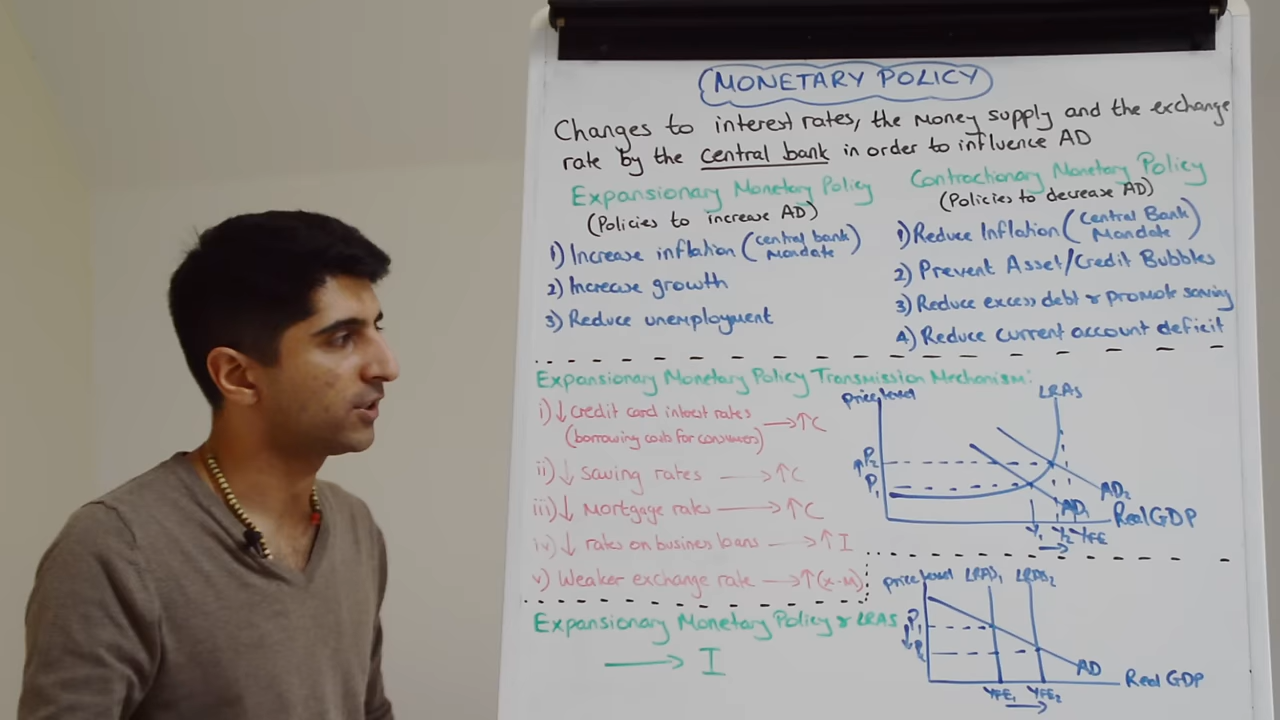 MONETARY POLICY
Changes to interest rates, the money supply and the exchange
rate by the central bank in order to influence AD
Expansionary Monetary Policy
(Policies to increase AD)
1) Increase inflation (central bank Mandate)
2) Increase growth
3) Reduce unemployment
Contractionary Monetary Policy
(Policies to decrease AD)
1) Reduce Inflation (Central Bank Mandate)
2) Prevent Asset/Credit Bubbles
3) Reduce excess debt & promote saving
4) Reduce current account deficit
Expansionary Monetary Policy Transmission Mechanism:
i) ↓ credit card interest rates → ↑ C
(borrowing costs for consumers)
ii) ↓ saving rates → ↑ C
iii) ↓ Mortgage rates → ↑ C
iv) ↓ rates on business loans → ↑ I
v) Weaker exchange rate → ↑ (X-M)
Price level
LRAS
↑ P2
P1
AD2
AD1
Real GDP
Y1 Y2 YFE
→
Expansionary Monetary Policy & LRAS
→ I
Price level LRAS1 LRAS2
P1
↓
AD
Real GDP
YFE1 YFE2
→